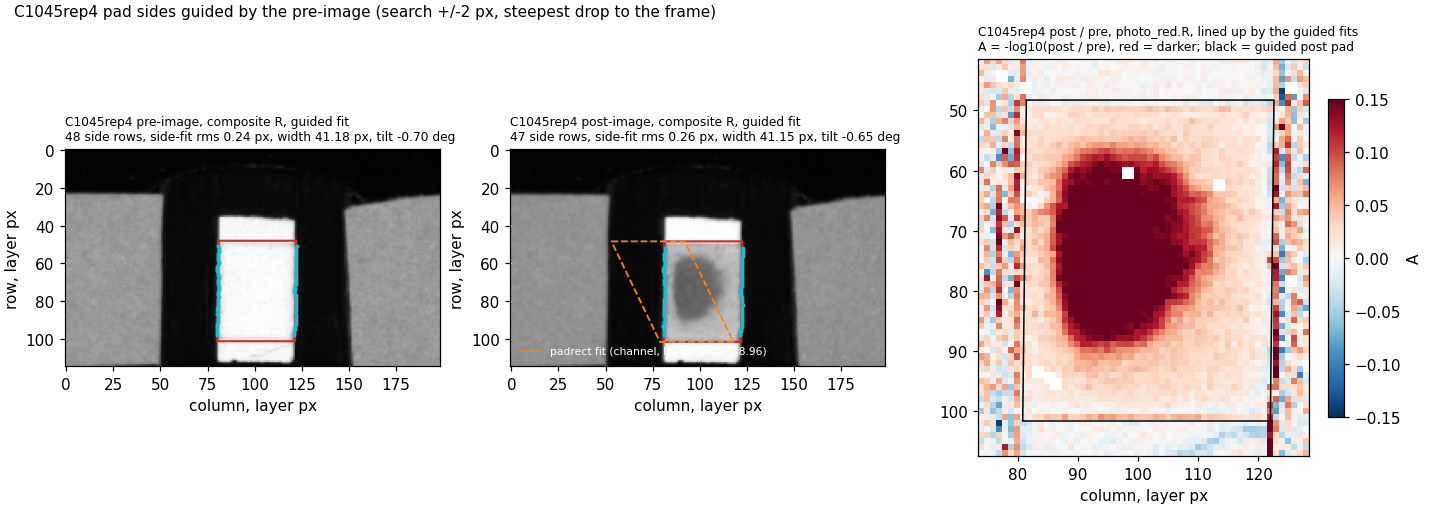 C1045rep4 pad sides guided by the pre-image (search +/-2 px, steepest drop to the frame)
C1045rep4 pre-image, composite R, guided fit
48 side rows, side-fit rms 0.24 px, width 41.18 px, tilt -0.70 deg
0
20
40
60
80
100
row, layer px
0 25 50 75 100 125 150 175
column, layer px
C1045rep4 post-image, composite R, guided fit
47 side rows, side-fit rms 0.26 px, width 41.15 px, tilt -0.65 deg
0
20
40
60
80
100
row, layer px
padrect fit (channel, 8.96)
0 25 50 75 100 125 150 175
column, layer px
C1045rep4 post / pre, photo_red.R, lined up by the guided fits
A = -log10(post / pre), red = darker; black = guided post pad
50
60
70
80
90
100
80 90 100 110 120
column, layer px
0.15
0.10
0.05
0.00
−0.05
−0.10
−0.15
A